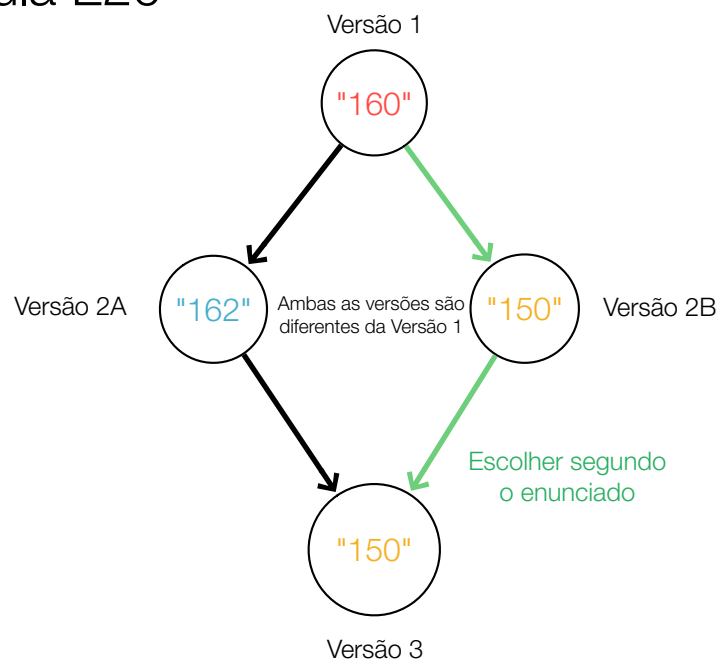 Versão 1
"160"
Versão 2A
"162"
Ambas as versões são
diferentes da Versão 1
"150"
Versão 2B
Escolher segundo
o enunciado
"150"
Versão 3